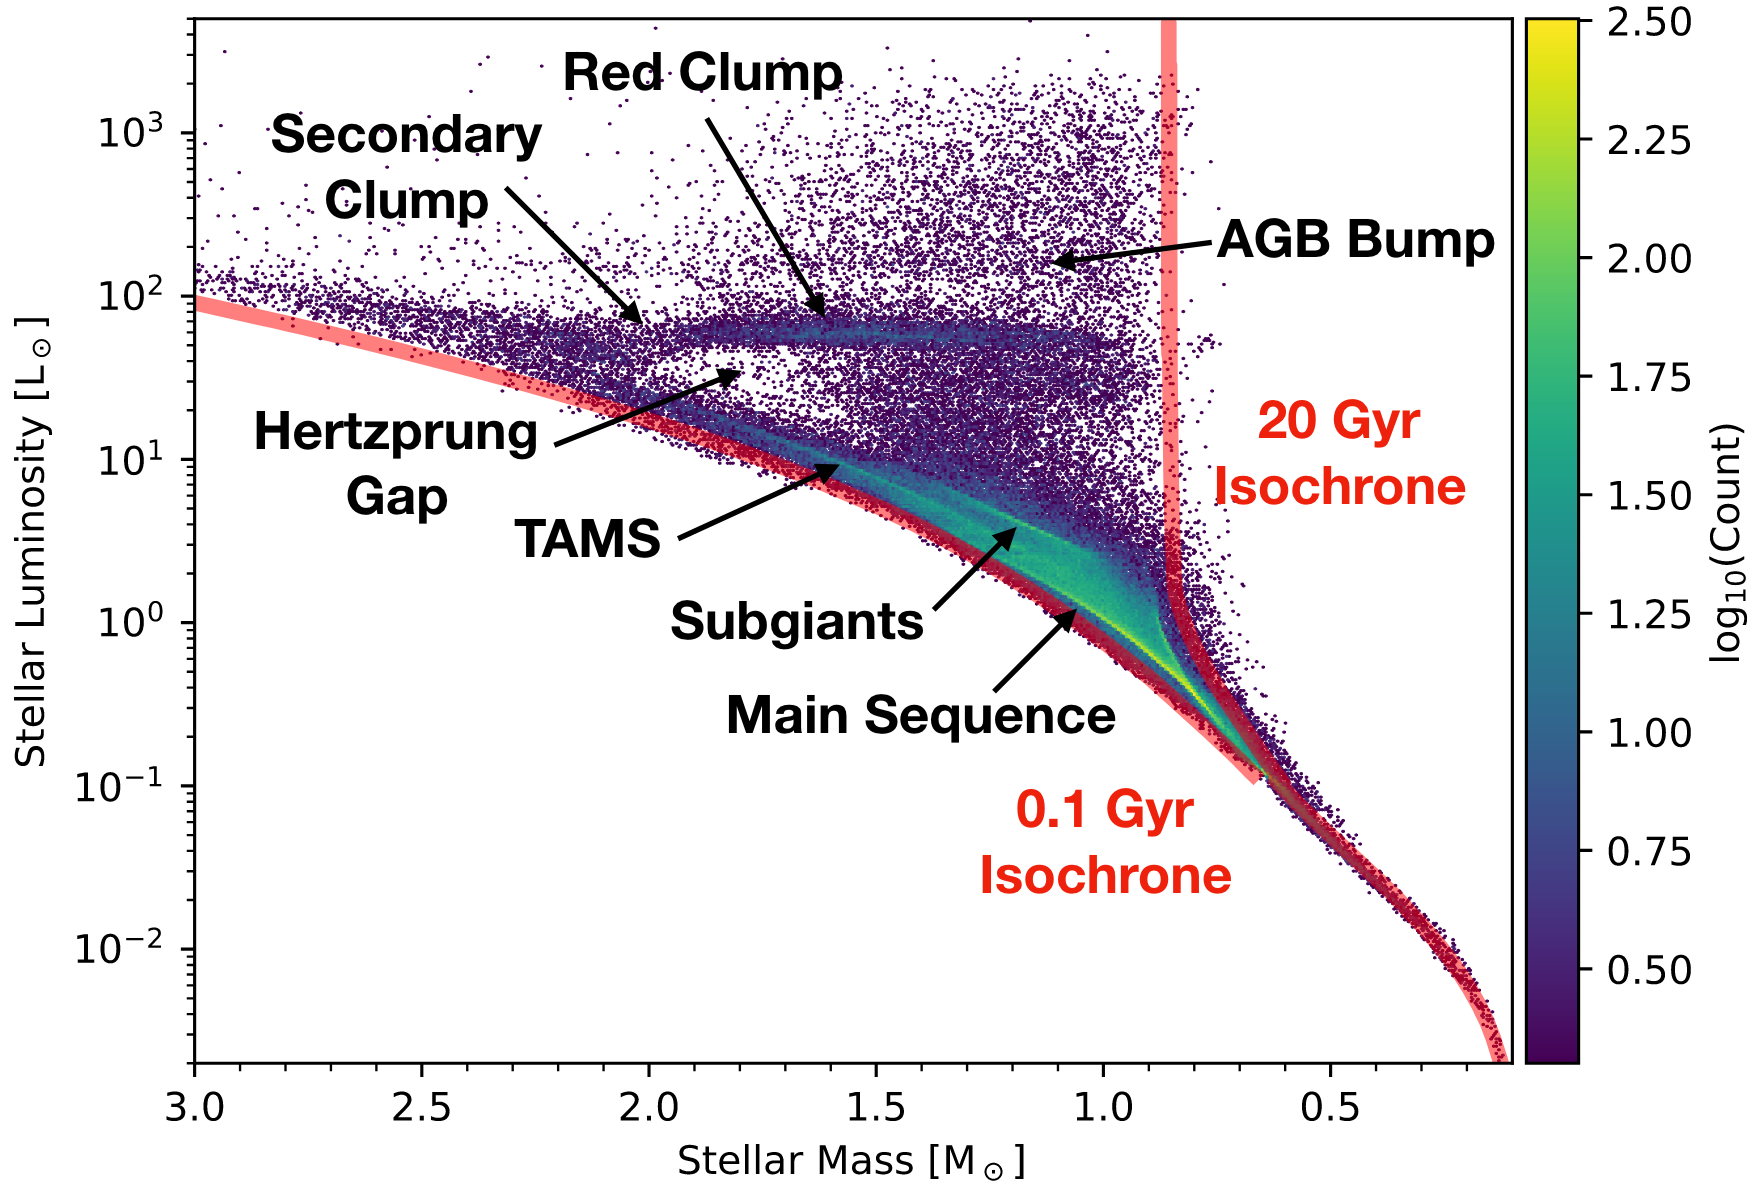 Red Clump
Secondary
Clump
AGB Bump
Hertzprung
Gap
TAMS
Subgiants
Main Sequence
20 Gyr
Isochrone
0.1 Gyr
Isochrone
Stellar Luminosity [L⊙]
10³
10²
10¹
10⁰
10⁻¹
10⁻²
3.0 2.5 2.0 1.5 1.0 0.5
Stellar Mass [M⊙]
2.50
2.25
2.00
1.75
1.50
1.25
1.00
0.75
0.50
log₁₀(Count)